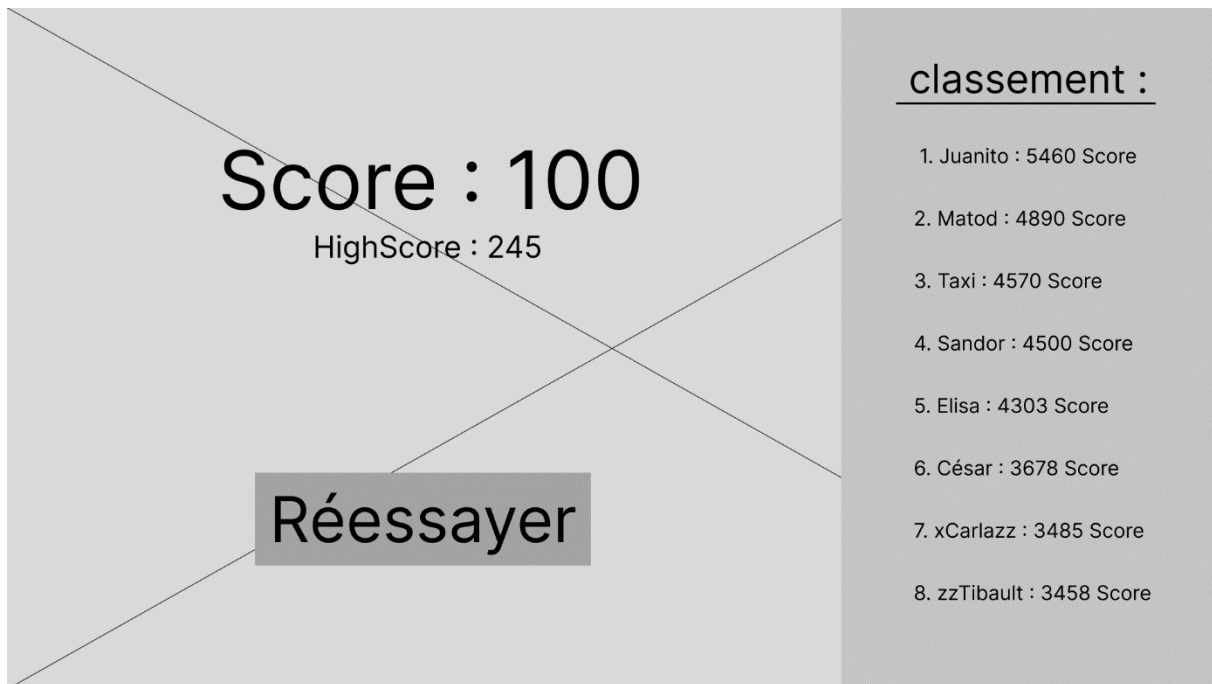 Score : 100
HighScore : 245
Réessayer
classement :
1. Juanito : 5460 Score
2. Matod : 4890 Score
3. Taxi : 4570 Score
4. Sandor : 4500 Score
5. Elisa : 4303 Score
6. César : 3678 Score
7. xCarlazz : 3485 Score
8. zzTibault : 3458 Score